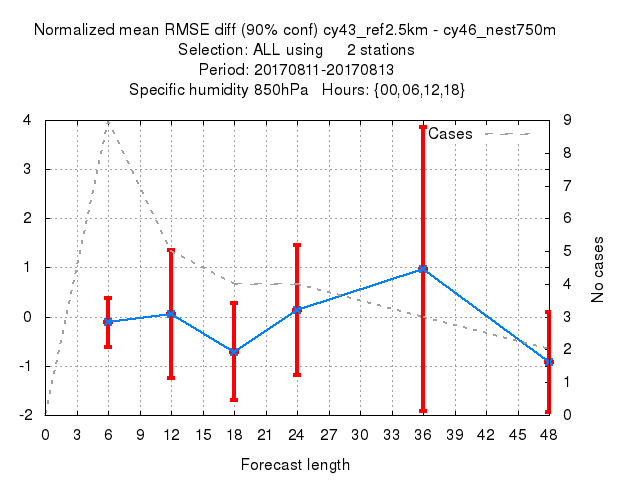 Normalized mean RMSE diff (90% conf) cy43_ref2.5km - cy46_nest750m
Selection: ALL using 2 stations
Period: 20170811-20170813
Specific humidity 850hPa Hours: {00,06,12,18}
Cases
4
3
2
1
0
-1
-2
9
8
7
6
5
4
3
2
1
0
No cases
0 3 6 9 12 15 18 21 24 27 30 33 36 39 42 45 48
Forecast length